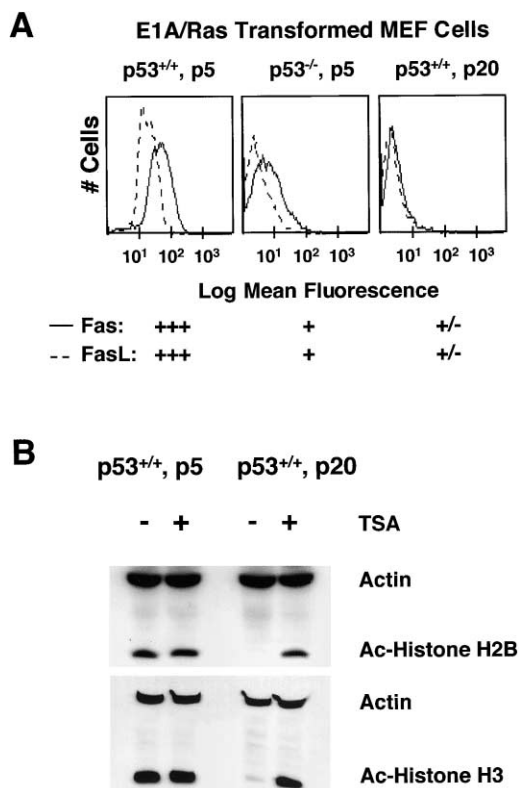 A
E1A/Ras Transformed MEF Cells
p53+/+, p5 p53-/-, p5 p53+/+, p20
# Cells
10¹ 10² 10³ 10¹ 10² 10³ 10¹ 10² 10³
Log Mean Fluorescence
— Fas: +++ + +/-
-- FasL: +++ + +/-
B
p53+/+, p5 p53+/+, p20
- + - + TSA
Actin
Ac-Histone H2B
Actin
Ac-Histone H3